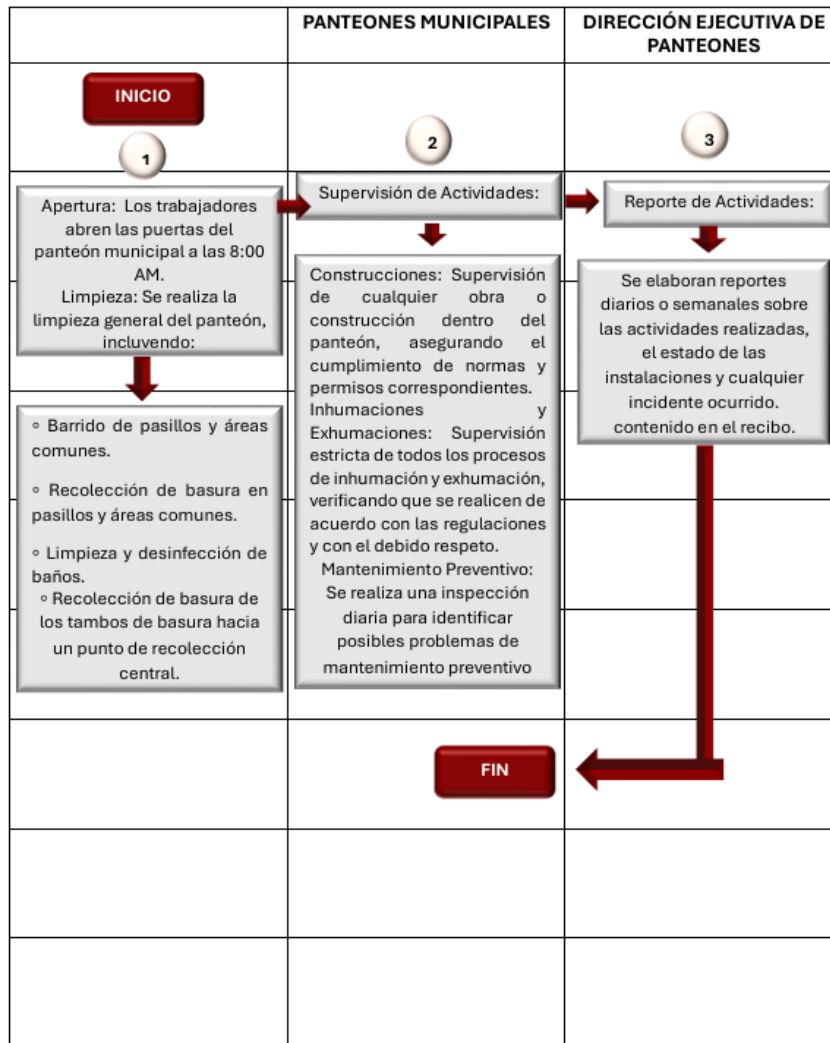 PANTEONES MUNICIPALES
DIRECCIÓN EJECUTIVA DE
PANTEONES
INICIO
1
Apertura: Los trabajadores
abren las puertas del
panteón municipal a las 8:00
AM.
Limpieza: Se realiza la
limpieza general del panteón,
incluyendo:
◦ Barrido de pasillos y áreas
comunes.
◦ Recolección de basura en
pasillos y áreas comunes.
◦ Limpieza y desinfección de
baños.
◦ Recolección de basura de
los tambos de basura hacia
un punto de recolección
central.
2
Supervisión de Actividades:
Construcciones: Supervisión
de cualquier obra o
construcción dentro del
panteón, asegurando el
cumplimiento de normas y
permisos correspondientes.
Inhumaciones y
Exhumaciones: Supervisión
estricta de todos los procesos
de inhumación y exhumación,
verificando que se realicen de
acuerdo con las regulaciones
y con el debido respeto.
Mantenimiento Preventivo:
Se realiza una inspección
diaria para identificar
posibles problemas de
mantenimiento preventivo
3
Reporte de Actividades:
Se elaboran reportes
diarios o semanales sobre
las actividades realizadas,
el estado de las
instalaciones y cualquier
incidente ocurrido.
contenido en el recibo.
FIN